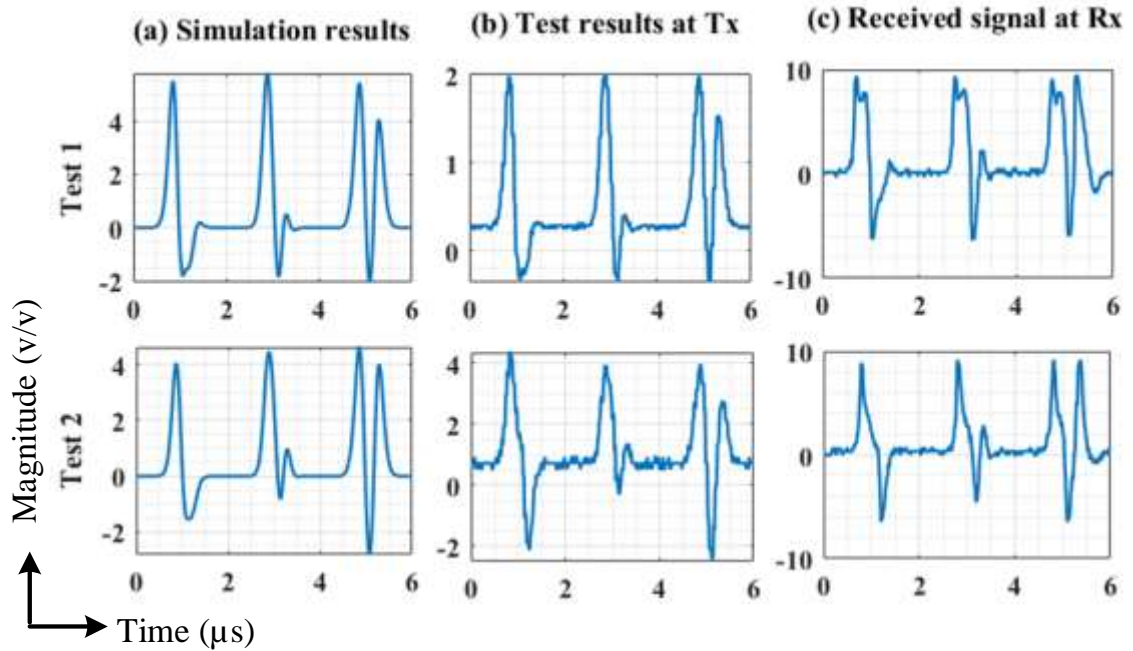 (a) Simulation results
(b) Test results at Tx
(c) Received signal at Rx
Test 1
4
2
0
-2
0 2 4 6
2
1
0
0 2 4 6
10
0
-10
0 2 4 6
Test 2
4
2
0
-2
0 2 4 6
4
2
0
-2
0 2 4 6
10
0
-10
0 2 4 6
Magnitude (v/v)
Time (µs)